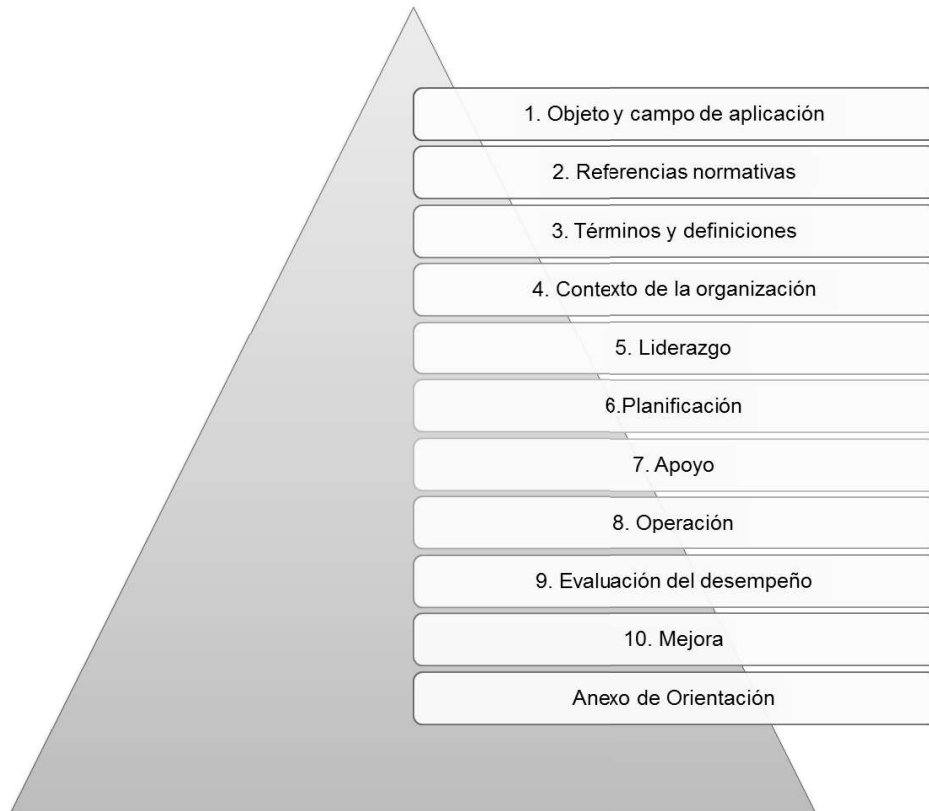 1. Objeto y campo de aplicación
2. Referencias normativas
3. Términos y definiciones
4. Contexto de la organización
5. Liderazgo
6.Planificación
7. Apoyo
8. Operación
9. Evaluación del desempeño
10. Mejora
Anexo de Orientación